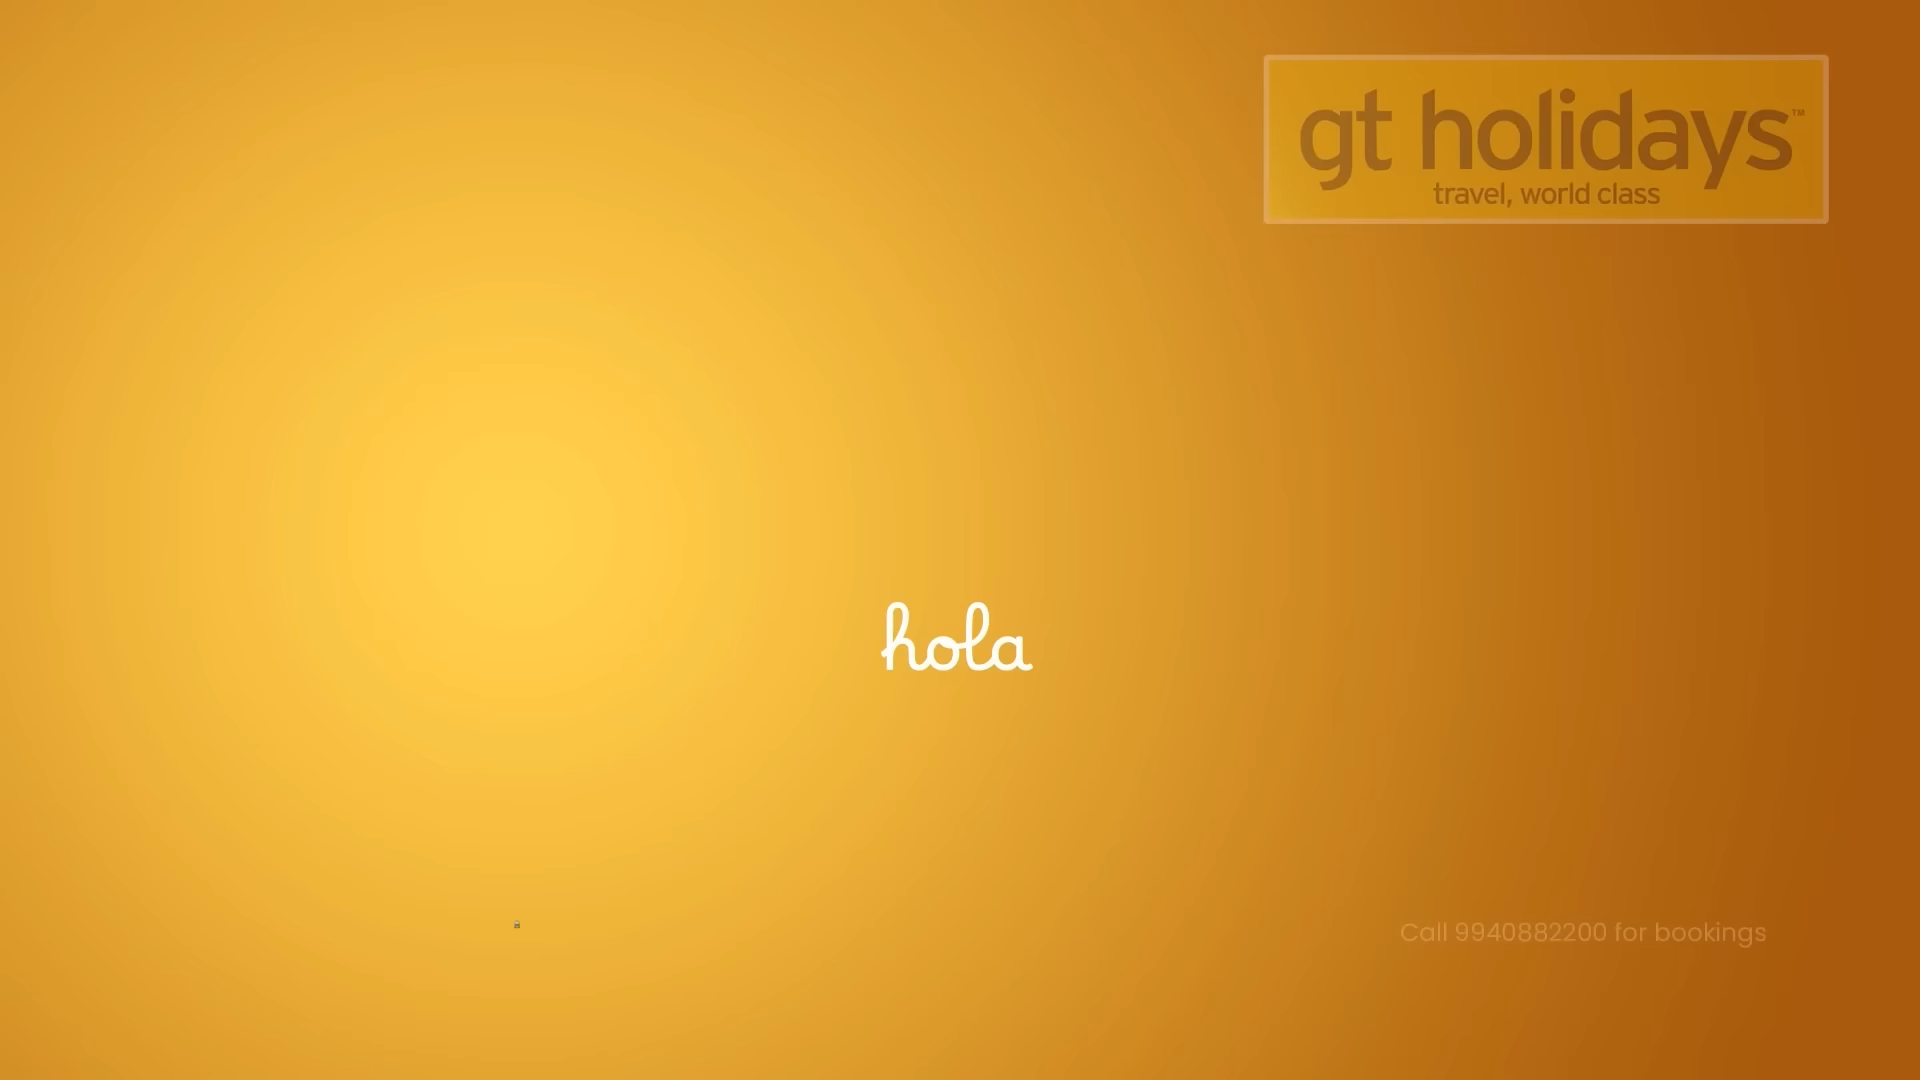 gt holidays™
travel, world class
hola
Call 9940882200 for bookings